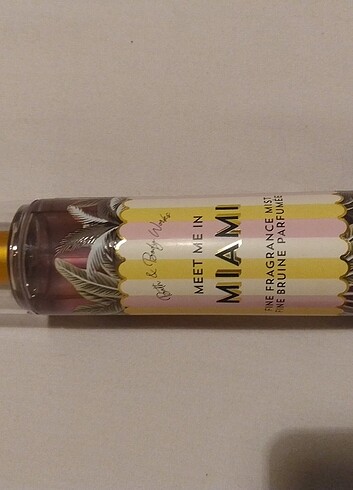 Bath & Body Works
MEET ME IN
MIAMI
FINE FRAGRANCE MIST
FINE BRUINE PARFUMÉE